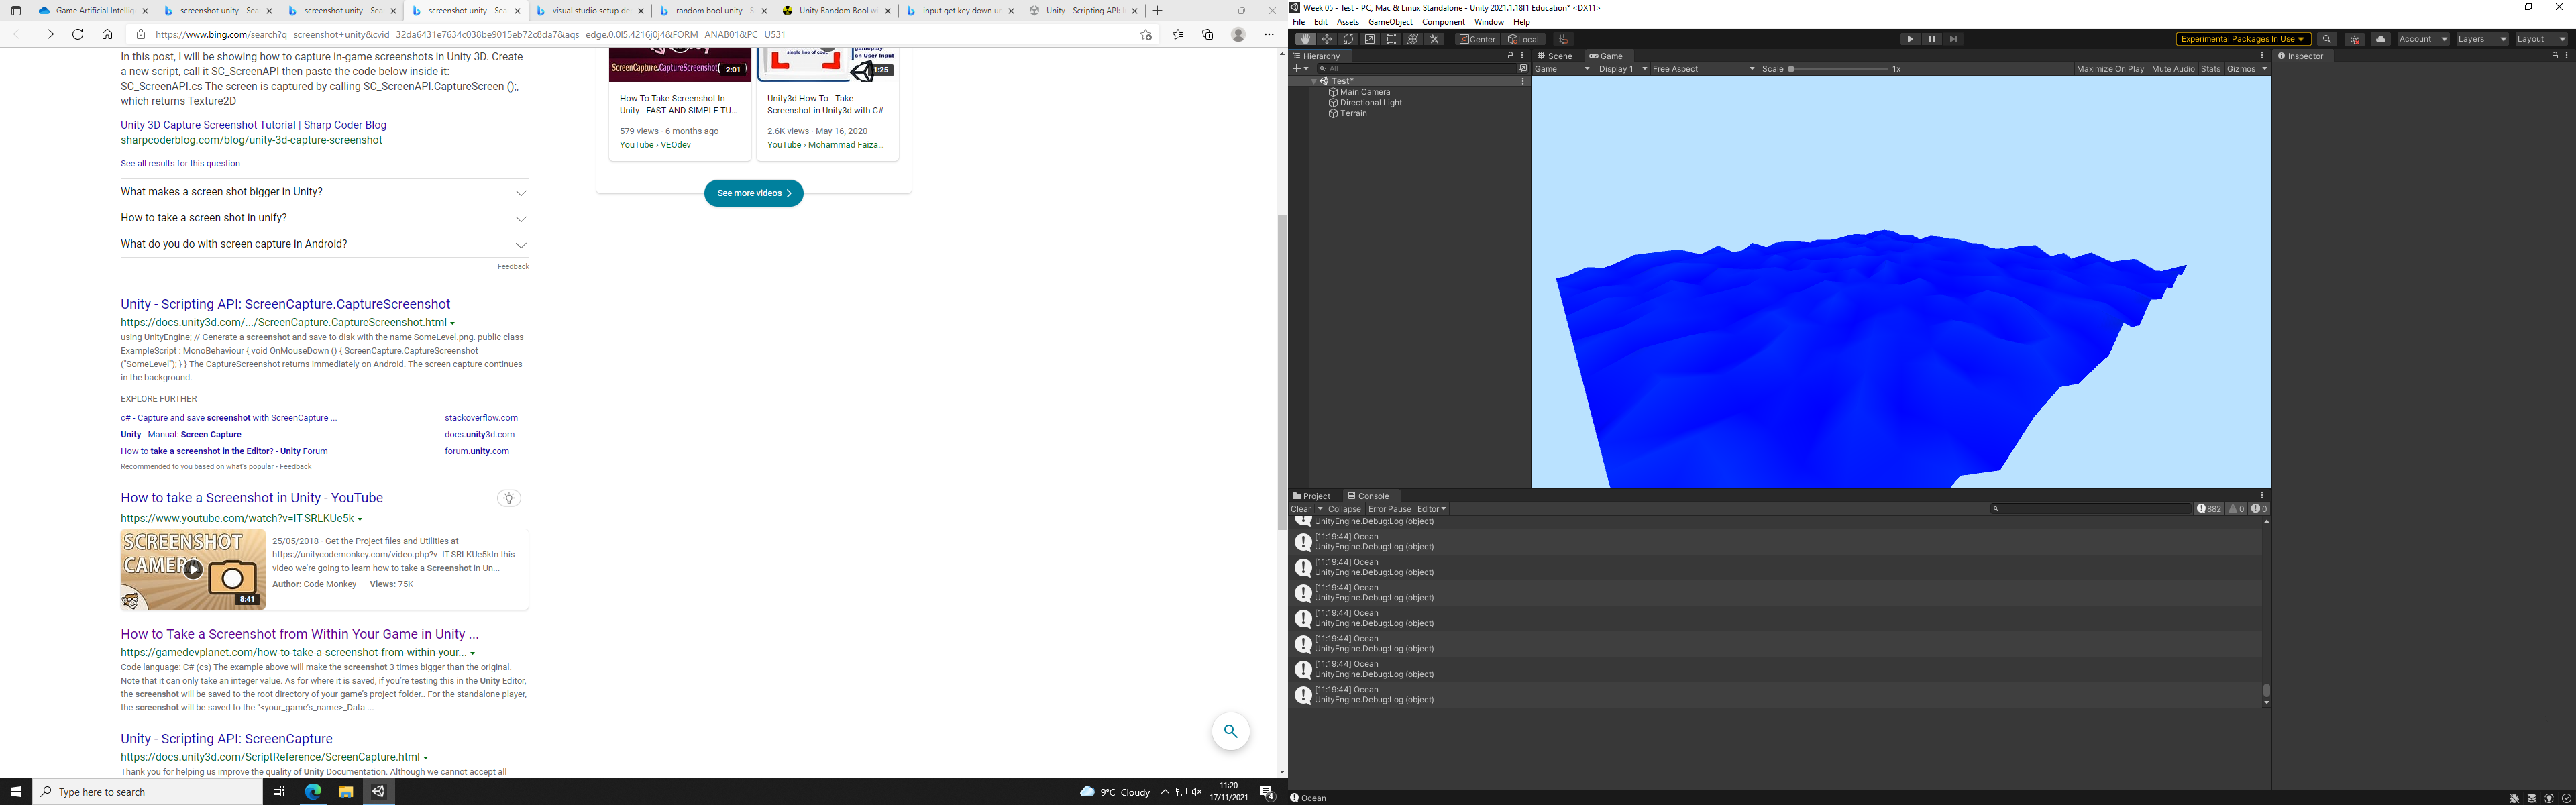 Game Artificial Intellig
screenshot unity - Sea
screenshot unity - Sea
screenshot unity - Sea
visual studio setup de
random bool unity - S
Unity Random Bool w
input get key down u
Unity - Scripting API:
https://www.bing.com/search?q=screenshot+unity&cvid=32da6431e7634c038be9015eb72c8da7&aqs=edge.0.0l5.4216j0j4&FORM=ANAB01&PC=U531
In this post, I will be showing how to capture in-game screenshots in Unity 3D. Create
a new script, call it SC_ScreenAPI then paste the code below inside it:
SC_ScreenAPI.cs The screen is captured by calling SC_ScreenAPI.CaptureScreen ();,
which returns Texture2D
Unity 3D Capture Screenshot Tutorial | Sharp Coder Blog
sharpcoderblog.com/blog/unity-3d-capture-screenshot
See all results for this question
What makes a screen shot bigger in Unity?
How to take a screen shot in unify?
What do you do with screen capture in Android?
Feedback
Unity - Scripting API: ScreenCapture.CaptureScreenshot
https://docs.unity3d.com/.../ScreenCapture.CaptureScreenshot.html
using UnityEngine; // Generate a screenshot and save to disk with the name SomeLevel.png. public class
ExampleScript : MonoBehaviour { void OnMouseDown () { ScreenCapture.CaptureScreenshot
("SomeLevel"); } } The CaptureScreenshot returns immediately on Android. The screen capture continues
in the background.
EXPLORE FURTHER
c# - Capture and save screenshot with ScreenCapture ... stackoverflow.com
Unity - Manual: Screen Capture docs.unity3d.com
How to take a screenshot in the Editor? - Unity Forum forum.unity.com
Recommended to you based on what's popular • Feedback
How to take a Screenshot in Unity - YouTube
https://www.youtube.com/watch?v=lT-SRLKUe5k
SCREENSHOT
CAMERA
8:41
25/05/2018 · Get the Project files and Utilities at
https://unitycodemonkey.com/video.php?v=lT-SRLKUe5kIn this
video we're going to learn how to take a Screenshot in Un...
Author: Code Monkey Views: 75K
How to Take a Screenshot from Within Your Game in Unity ...
https://gamedevplanet.com/how-to-take-a-screenshot-from-within-your...
Code language: C# (cs) The example above will make the screenshot 3 times bigger than the original.
Note that it can only take an integer value. As for where it is saved, if you're testing this in the Unity Editor,
the screenshot will be saved to the root directory of your game's project folder.. For the standalone player,
the screenshot will be saved to the "<your_game's_name>_Data ...
Unity - Scripting API: ScreenCapture
https://docs.unity3d.com/ScriptReference/ScreenCapture.html
Thank you for helping us improve the quality of Unity Documentation. Although we cannot accept all
ScreenCapture.CaptureScreenshot(
2:01
How To Take Screenshot In
Unity - FAST AND SIMPLE TU...
579 views · 6 months ago
YouTube › VEOdev
single line of co
gameplay
on User Input
1:25
Unity3d How To - Take
Screenshot in Unity3d with C#
2.6K views · May 16, 2020
YouTube › Mohammad Faiza...
See more videos
Type here to search
9°C Cloudy
11:20
17/11/2021
4
Week 05 - Test - PC, Mac & Linux Standalone - Unity 2021.1.18f1 Education* <DX11>
File Edit Assets GameObject Component Window Help
Center Local
Experimental Packages In Use
Account Layers Layout
Hierarchy
All
Test*
Main Camera
Directional Light
Terrain
Scene Game
Game Display 1 Free Aspect Scale 1x Maximize On Play Mute Audio Stats Gizmos
Inspector
Project Console
Clear Collapse Error Pause Editor
882 0 0
UnityEngine.Debug:Log (object)
[11:19:44] Ocean
UnityEngine.Debug:Log (object)
[11:19:44] Ocean
UnityEngine.Debug:Log (object)
[11:19:44] Ocean
UnityEngine.Debug:Log (object)
[11:19:44] Ocean
UnityEngine.Debug:Log (object)
[11:19:44] Ocean
UnityEngine.Debug:Log (object)
[11:19:44] Ocean
UnityEngine.Debug:Log (object)
[11:19:44] Ocean
UnityEngine.Debug:Log (object)
Ocean